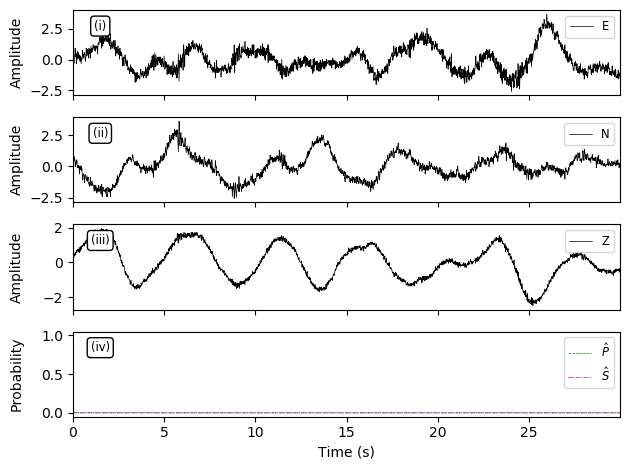 (i)
E
Amplitude
2.5
0.0
−2.5
(ii)
N
Amplitude
2.5
0.0
−2.5
(iii)
Z
Amplitude
2
0
−2
(iv)
P̂
Ŝ
Probability
1.0
0.5
0.0
0 5 10 15 20 25
Time (s)